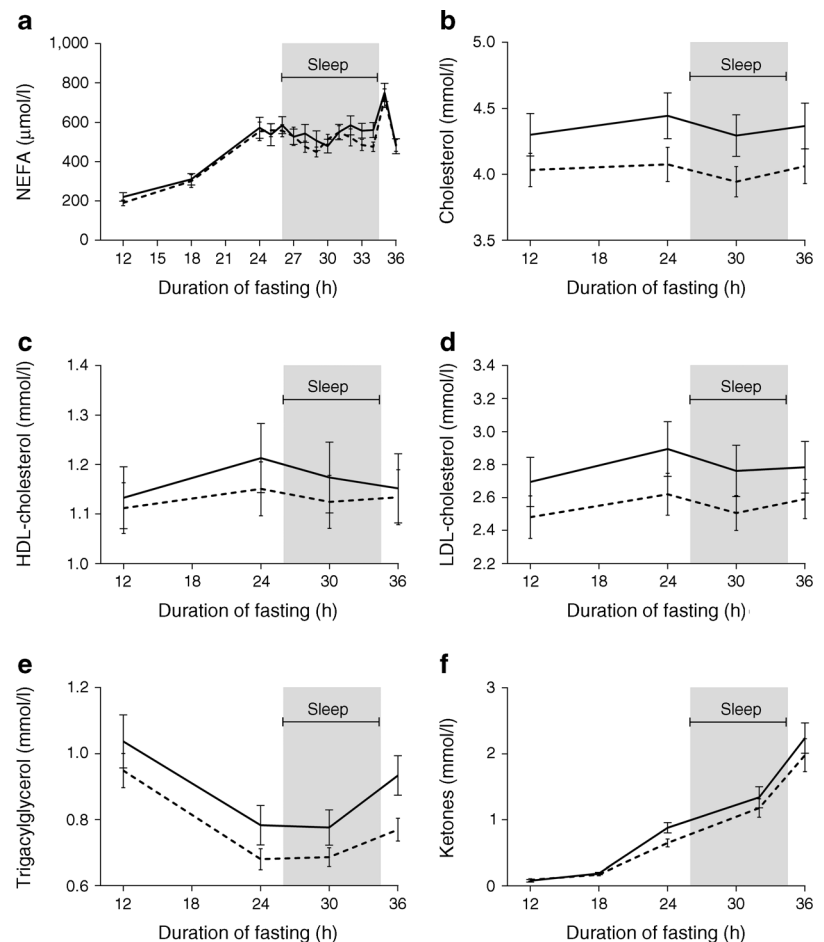 a
1,000
800
600
400
200
0
NEFA (µmol/l)
Sleep
12 15 18 21 24 27 30 33 36
Duration of fasting (h)
b
5.0
4.5
4.0
3.5
Cholesterol (mmol/l)
Sleep
12 18 24 30 36
Duration of fasting (h)
c
1.4
1.3
1.2
1.1
1.0
HDL-cholesterol (mmol/l)
Sleep
12 18 24 30 36
Duration of fasting (h)
d
3.4
3.2
3.0
2.8
2.6
2.4
2.2
LDL-cholesterol (mmol/l)
Sleep
12 18 24 30 36
Duration of fasting (h)
e
1.2
1.0
0.8
0.6
Trigacylglycerol (mmol/l)
Sleep
12 18 24 30 36
Duration of fasting (h)
f
3
2
1
0
Ketones (mmol/l)
Sleep
12 18 24 30 36
Duration of fasting (h)